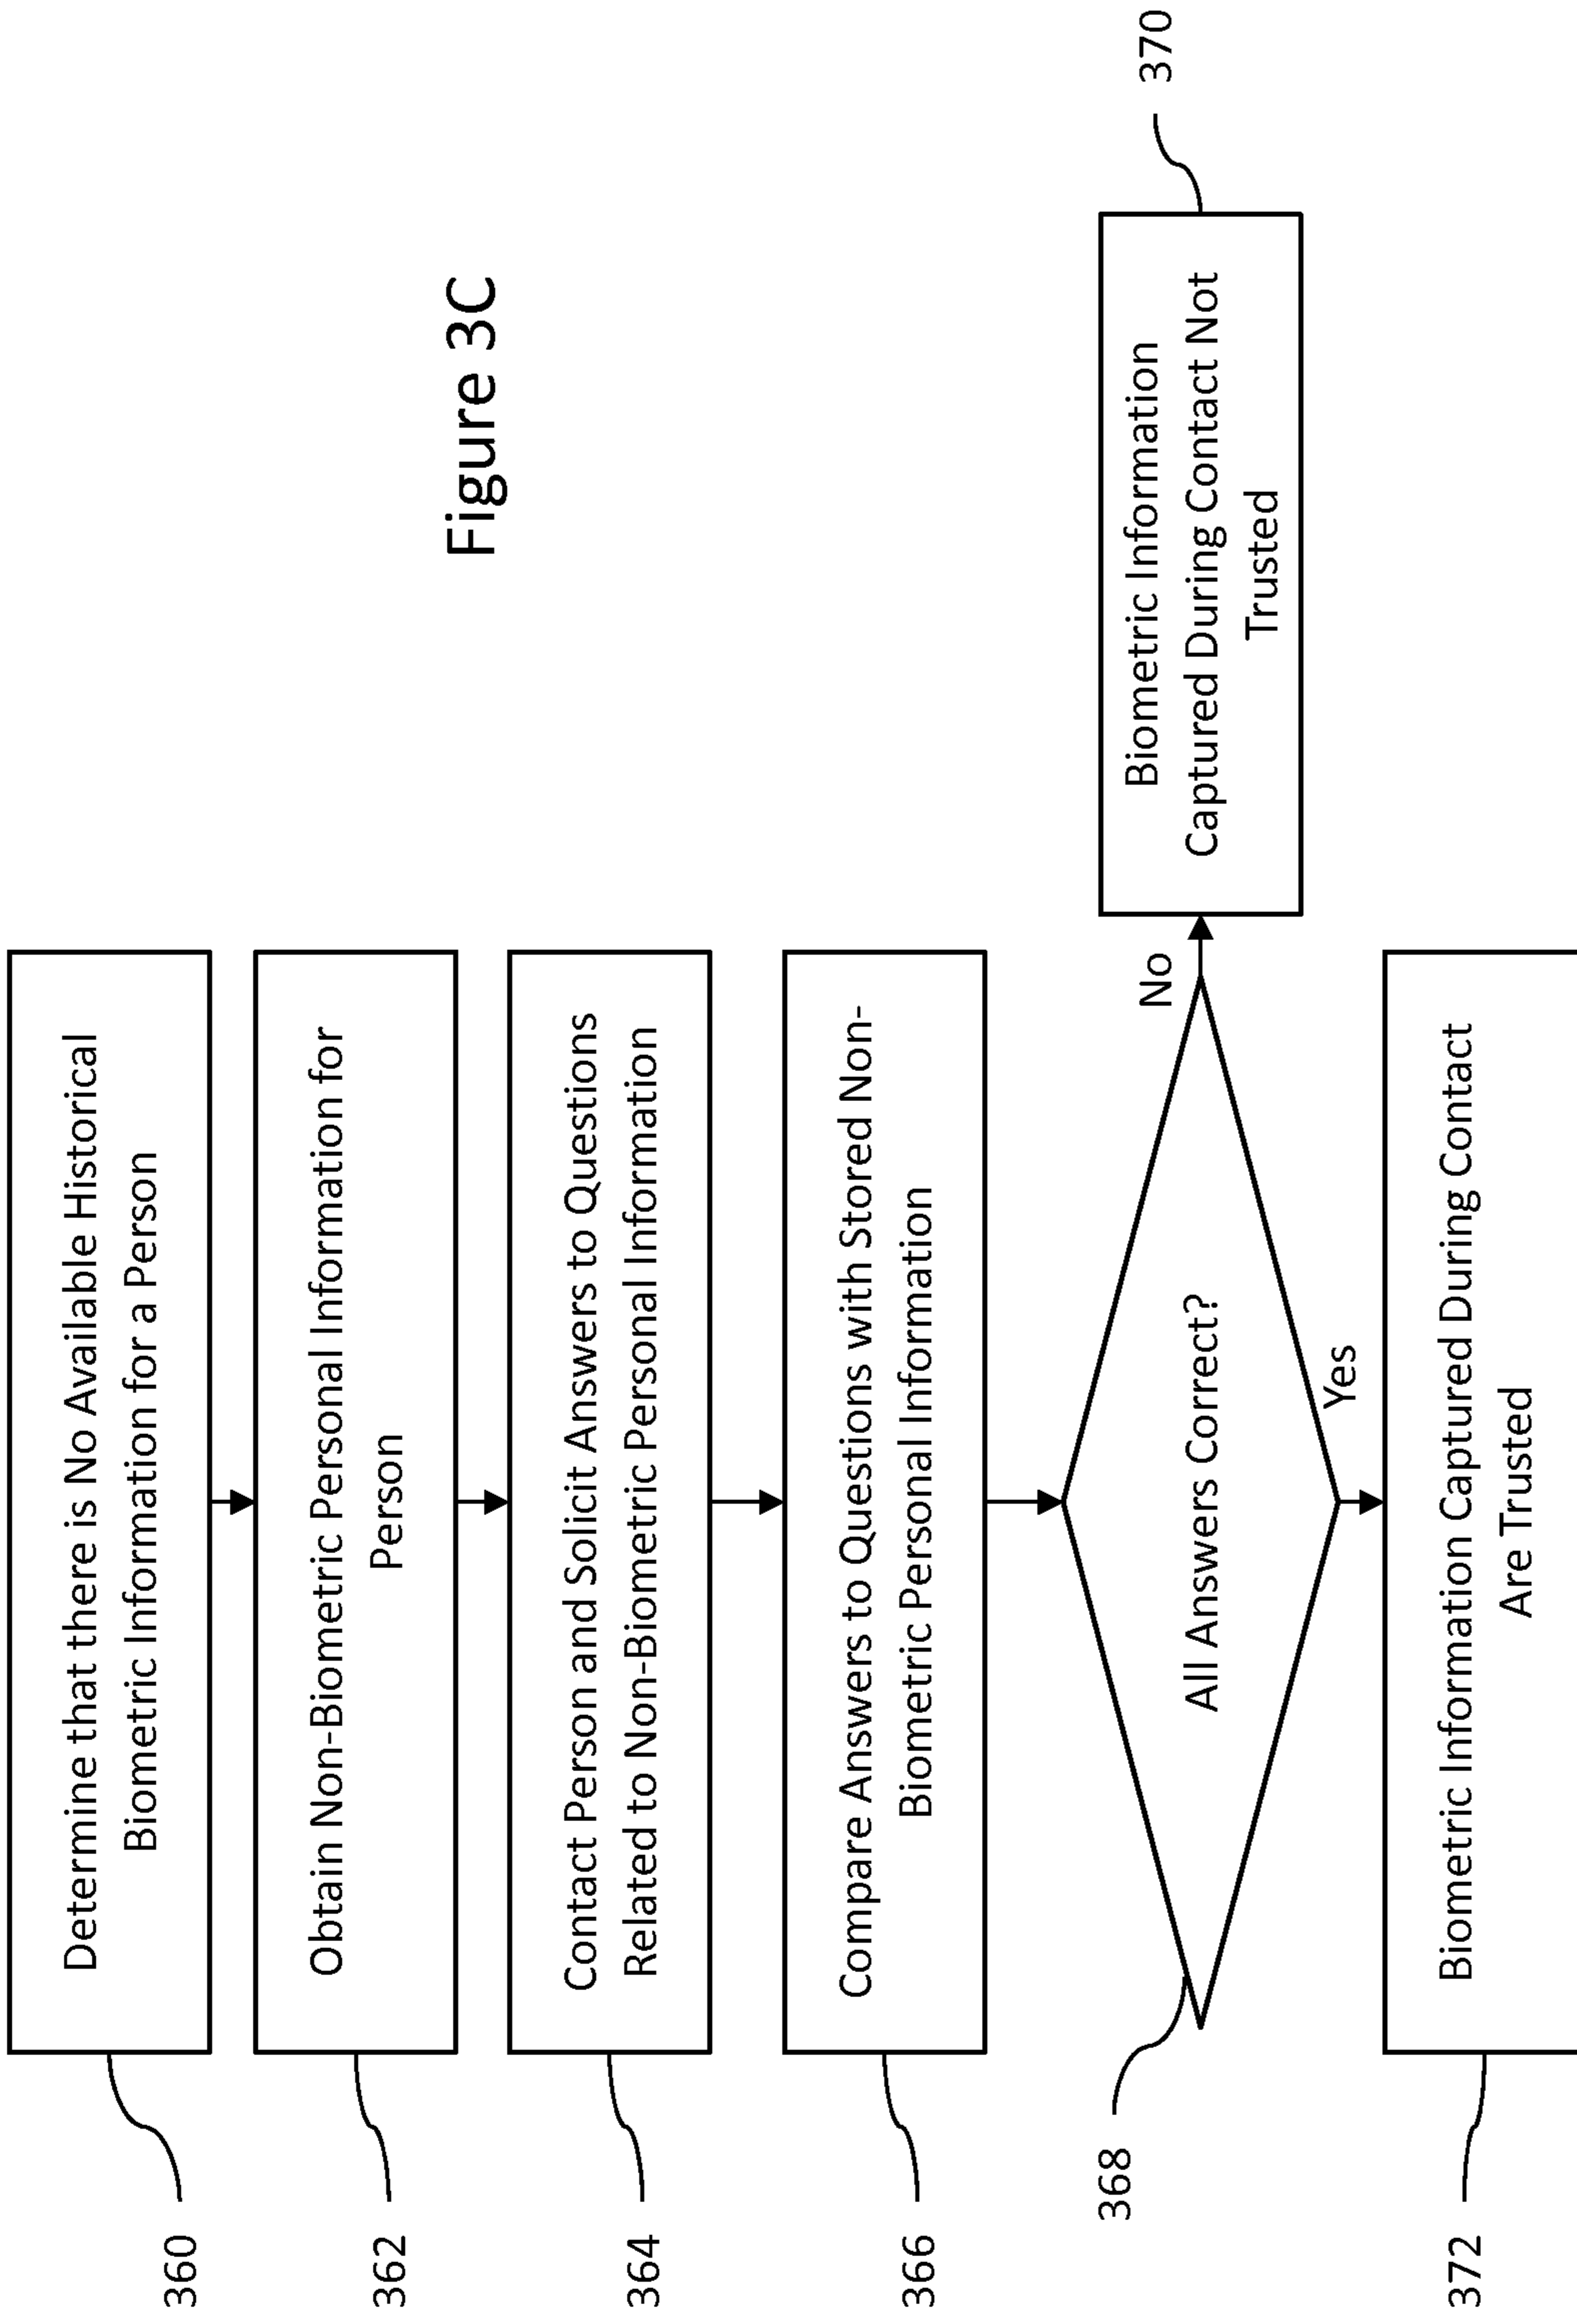 Figure 3C
360
Determine that there is No Available Historical
Biometric Information for a Person
362
Obtain Non-Biometric Personal Information for
Person
364
Contact Person and Solicit Answers to Questions
Related to Non-Biometric Personal Information
366
Compare Answers to Questions with Stored Non-
Biometric Personal Information
368
All Answers Correct?
No
370
Biometric Information
Captured During Contact Not
Trusted
Yes
372
Biometric Information Captured During Contact
Are Trusted